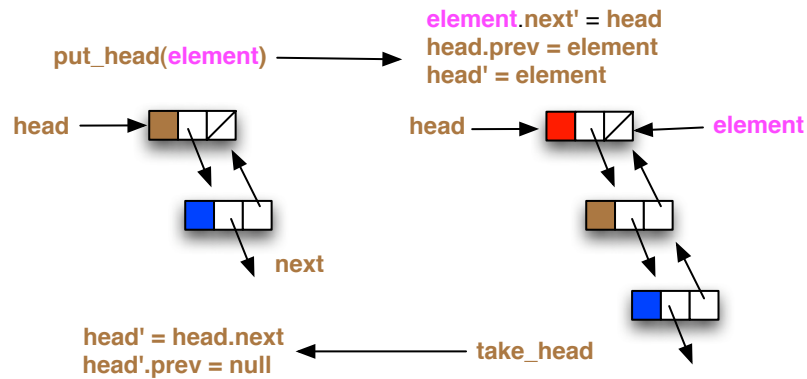 element.next' = head
put_head(element)
head.prev = element
head' = element
head
head
element
next
head' = head.next
take_head
head'.prev = null